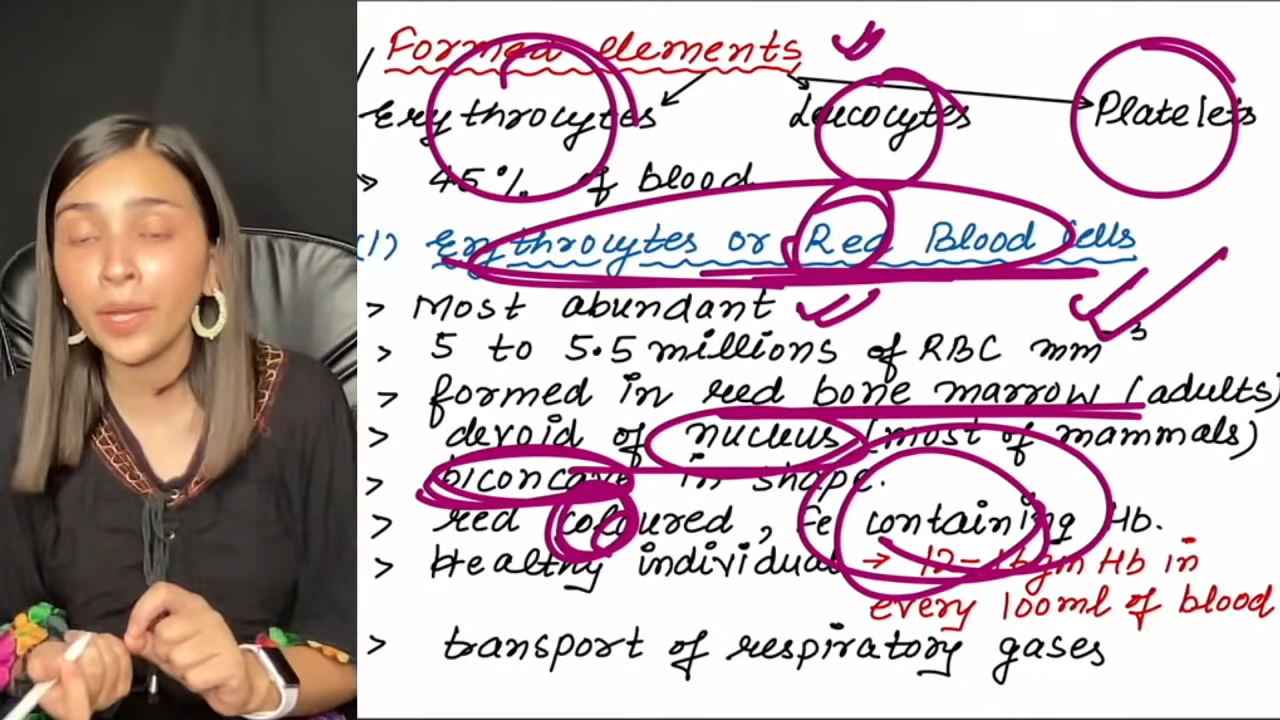 Formed elements
Erythrocytes Leucocytes Platelets
> 45% of blood
(1) Erythrocytes or Red Blood Cells
> Most abundant
> 5 to 5.5 millions of RBC mm⁻³
> formed in red bone marrow (adults)
> devoid of nucleus (most of mammals)
> biconcave in shape.
> red coloured, Fe containing Hb.
> Healthy individual → 12-16gm Hb in
every 100ml of blood
> transport of respiratory gases